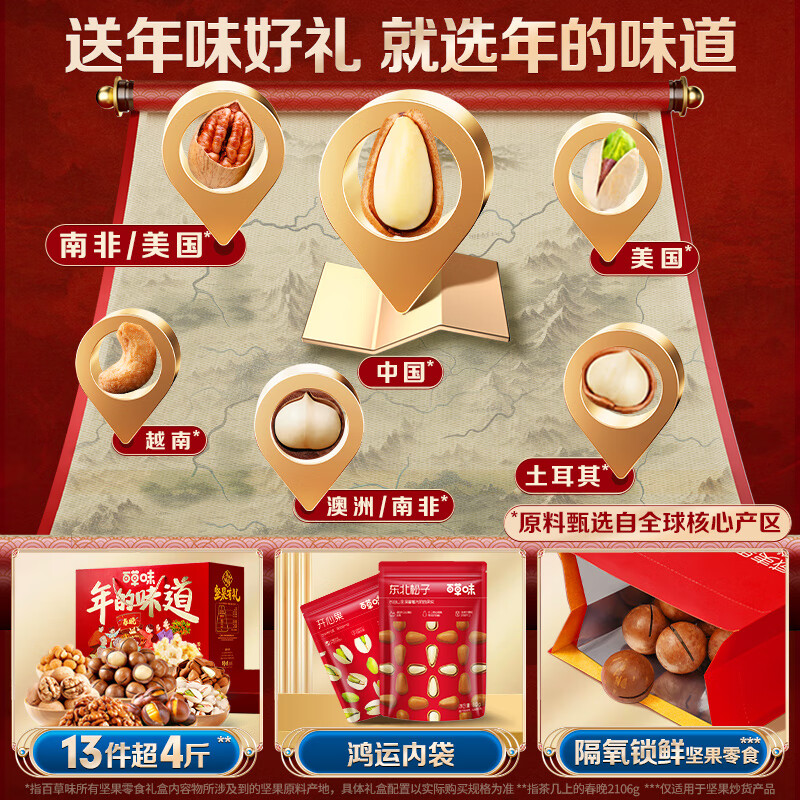 送年味好礼 就选年的味道
南非/美国*
美国*
中国*
越南*
澳洲/南非*
土耳其*
*原料甄选自全球核心产区
百草味
年的味道
坚果有礼
开心果
百草味
东北松子
百草味
13件超4斤**
鸿运内袋
隔氧锁鲜坚果零食***
*指百草味所有坚果零食礼盒内容物所涉及到的坚果原料产地，具体礼盒配置以实际购买规格为准 **指茶几上的春晚2106g ***仅适用于坚果炒货产品